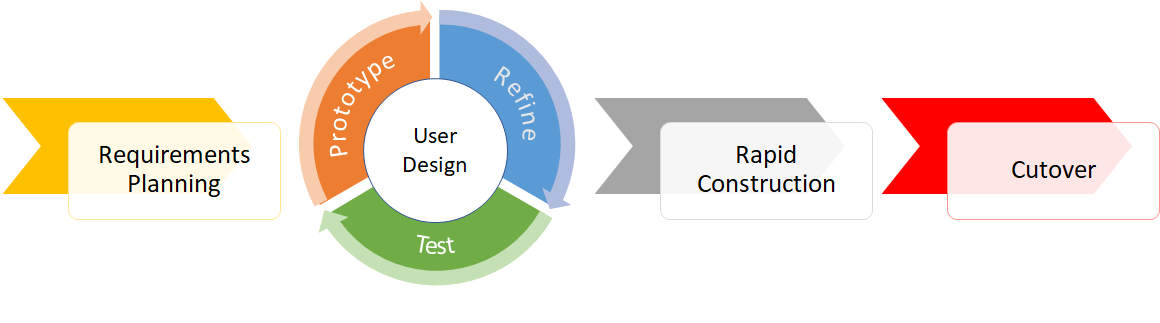 Requirements
Planning
Prototype
Refine
User
Design
Test
Rapid
Construction
Cutover